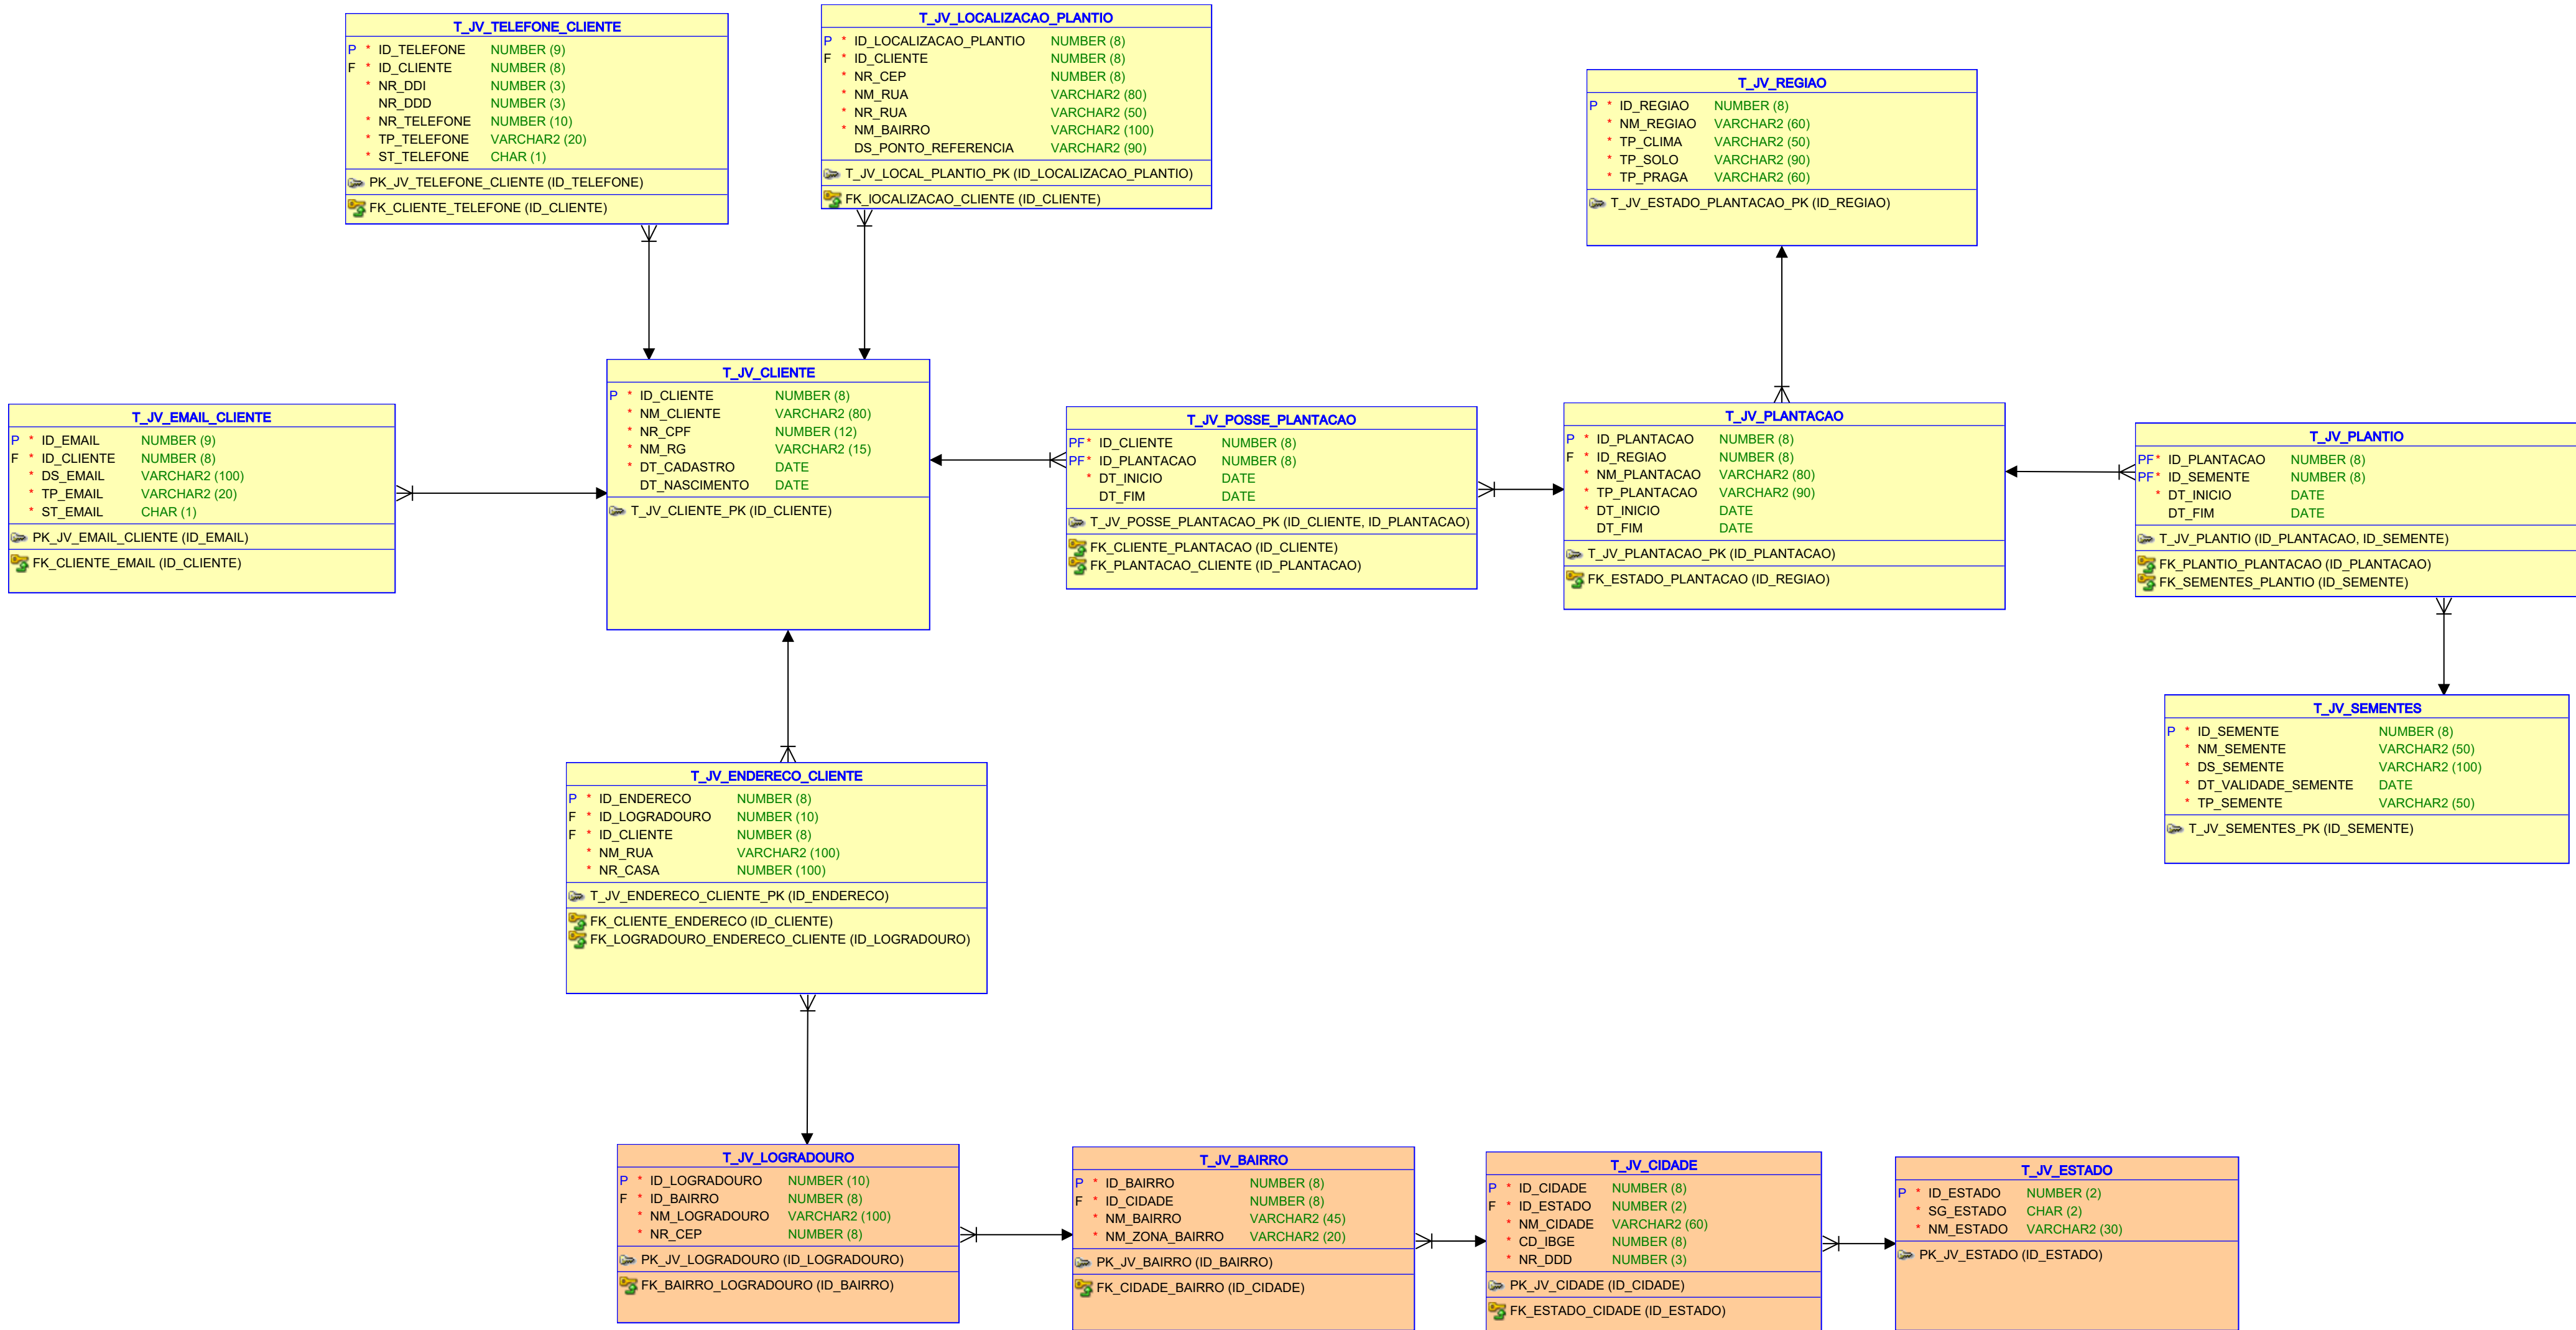 T_JV_TELEFONE_CLIENTE
P * ID_TELEFONE NUMBER (9)
F * ID_CLIENTE NUMBER (8)
* NR_DDI NUMBER (3)
NR_DDD NUMBER (3)
* NR_TELEFONE NUMBER (10)
* TP_TELEFONE VARCHAR2 (20)
* ST_TELEFONE CHAR (1)
PK_JV_TELEFONE_CLIENTE (ID_TELEFONE)
FK_CLIENTE_TELEFONE (ID_CLIENTE)
T_JV_LOCALIZACAO_PLANTIO
P * ID_LOCALIZACAO_PLANTIO NUMBER (8)
F * ID_CLIENTE NUMBER (8)
* NR_CEP NUMBER (8)
* NM_RUA VARCHAR2 (80)
* NR_RUA VARCHAR2 (50)
* NM_BAIRRO VARCHAR2 (100)
DS_PONTO_REFERENCIA VARCHAR2 (90)
T_JV_LOCAL_PLANTIO_PK (ID_LOCALIZACAO_PLANTIO)
FK_lOCALIZACAO_CLIENTE (ID_CLIENTE)
T_JV_REGIAO
P * ID_REGIAO NUMBER (8)
* NM_REGIAO VARCHAR2 (60)
* TP_CLIMA VARCHAR2 (50)
* TP_SOLO VARCHAR2 (90)
* TP_PRAGA VARCHAR2 (60)
T_JV_ESTADO_PLANTACAO_PK (ID_REGIAO)
T_JV_EMAIL_CLIENTE
P * ID_EMAIL NUMBER (9)
F * ID_CLIENTE NUMBER (8)
* DS_EMAIL VARCHAR2 (100)
* TP_EMAIL VARCHAR2 (20)
* ST_EMAIL CHAR (1)
PK_JV_EMAIL_CLIENTE (ID_EMAIL)
FK_CLIENTE_EMAIL (ID_CLIENTE)
T_JV_CLIENTE
P * ID_CLIENTE NUMBER (8)
* NM_CLIENTE VARCHAR2 (80)
* NR_CPF NUMBER (12)
* NM_RG VARCHAR2 (15)
* DT_CADASTRO DATE
DT_NASCIMENTO DATE
T_JV_CLIENTE_PK (ID_CLIENTE)
T_JV_POSSE_PLANTACAO
PF* ID_CLIENTE NUMBER (8)
PF* ID_PLANTACAO NUMBER (8)
* DT_INICIO DATE
DT_FIM DATE
T_JV_POSSE_PLANTACAO_PK (ID_CLIENTE, ID_PLANTACAO)
FK_CLIENTE_PLANTACAO (ID_CLIENTE)
FK_PLANTACAO_CLIENTE (ID_PLANTACAO)
T_JV_PLANTACAO
P * ID_PLANTACAO NUMBER (8)
F * ID_REGIAO NUMBER (8)
* NM_PLANTACAO VARCHAR2 (80)
* TP_PLANTACAO VARCHAR2 (90)
* DT_INICIO DATE
DT_FIM DATE
T_JV_PLANTACAO_PK (ID_PLANTACAO)
FK_ESTADO_PLANTACAO (ID_REGIAO)
T_JV_PLANTIO
PF* ID_PLANTACAO NUMBER (8)
PF* ID_SEMENTE NUMBER (8)
* DT_INICIO DATE
DT_FIM DATE
T_JV_PLANTIO (ID_PLANTACAO, ID_SEMENTE)
FK_PLANTIO_PLANTACAO (ID_PLANTACAO)
FK_SEMENTES_PLANTIO (ID_SEMENTE)
T_JV_SEMENTES
P * ID_SEMENTE NUMBER (8)
* NM_SEMENTE VARCHAR2 (50)
* DS_SEMENTE VARCHAR2 (100)
* DT_VALIDADE_SEMENTE DATE
* TP_SEMENTE VARCHAR2 (50)
T_JV_SEMENTES_PK (ID_SEMENTE)
T_JV_ENDERECO_CLIENTE
P * ID_ENDERECO NUMBER (8)
F * ID_LOGRADOURO NUMBER (10)
F * ID_CLIENTE NUMBER (8)
* NM_RUA VARCHAR2 (100)
* NR_CASA NUMBER (100)
T_JV_ENDERECO_CLIENTE_PK (ID_ENDERECO)
FK_CLIENTE_ENDERECO (ID_CLIENTE)
FK_LOGRADOURO_ENDERECO_CLIENTE (ID_LOGRADOURO)
T_JV_LOGRADOURO
P * ID_LOGRADOURO NUMBER (10)
F * ID_BAIRRO NUMBER (8)
* NM_LOGRADOURO VARCHAR2 (100)
* NR_CEP NUMBER (8)
PK_JV_LOGRADOURO (ID_LOGRADOURO)
FK_BAIRRO_LOGRADOURO (ID_BAIRRO)
T_JV_BAIRRO
P * ID_BAIRRO NUMBER (8)
F * ID_CIDADE NUMBER (8)
* NM_BAIRRO VARCHAR2 (45)
* NM_ZONA_BAIRRO VARCHAR2 (20)
PK_JV_BAIRRO (ID_BAIRRO)
FK_CIDADE_BAIRRO (ID_CIDADE)
T_JV_CIDADE
P * ID_CIDADE NUMBER (8)
F * ID_ESTADO NUMBER (2)
* NM_CIDADE VARCHAR2 (60)
* CD_IBGE NUMBER (8)
* NR_DDD NUMBER (3)
PK_JV_CIDADE (ID_CIDADE)
FK_ESTADO_CIDADE (ID_ESTADO)
T_JV_ESTADO
P * ID_ESTADO NUMBER (2)
* SG_ESTADO CHAR (2)
* NM_ESTADO VARCHAR2 (30)
PK_JV_ESTADO (ID_ESTADO)